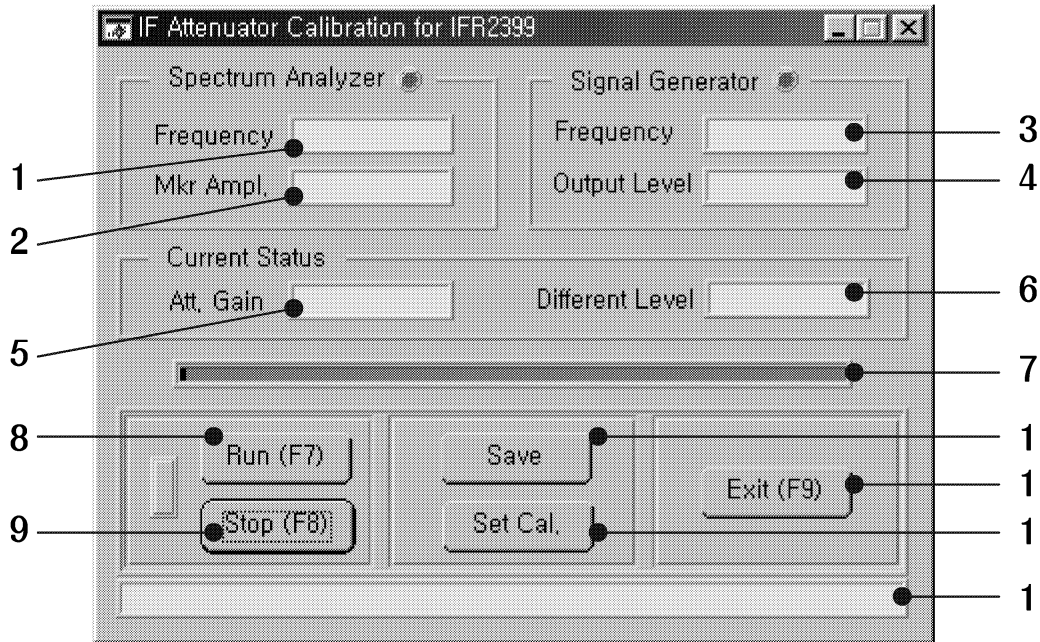 IF Attenuator Calibration for IFR2399
Spectrum Analyzer
Signal Generator
Frequency
Frequency
3
1
Mkr Ampl.
Output Level
4
2
Current Status
Att. Gain
Different Level
6
5
7
8
Run (F7)
Save
1
Exit (F9)
1
9
Stop (F8)
Set Cal.
1
1